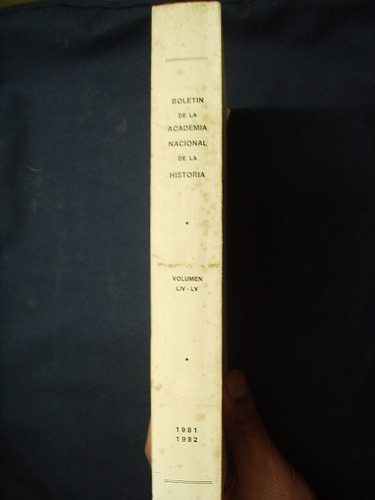 BOLETIN
DE LA
ACADEMIA
NACIONAL
DE LA
HISTORIA
VOLUMEN
LIV - LV
1981
1982